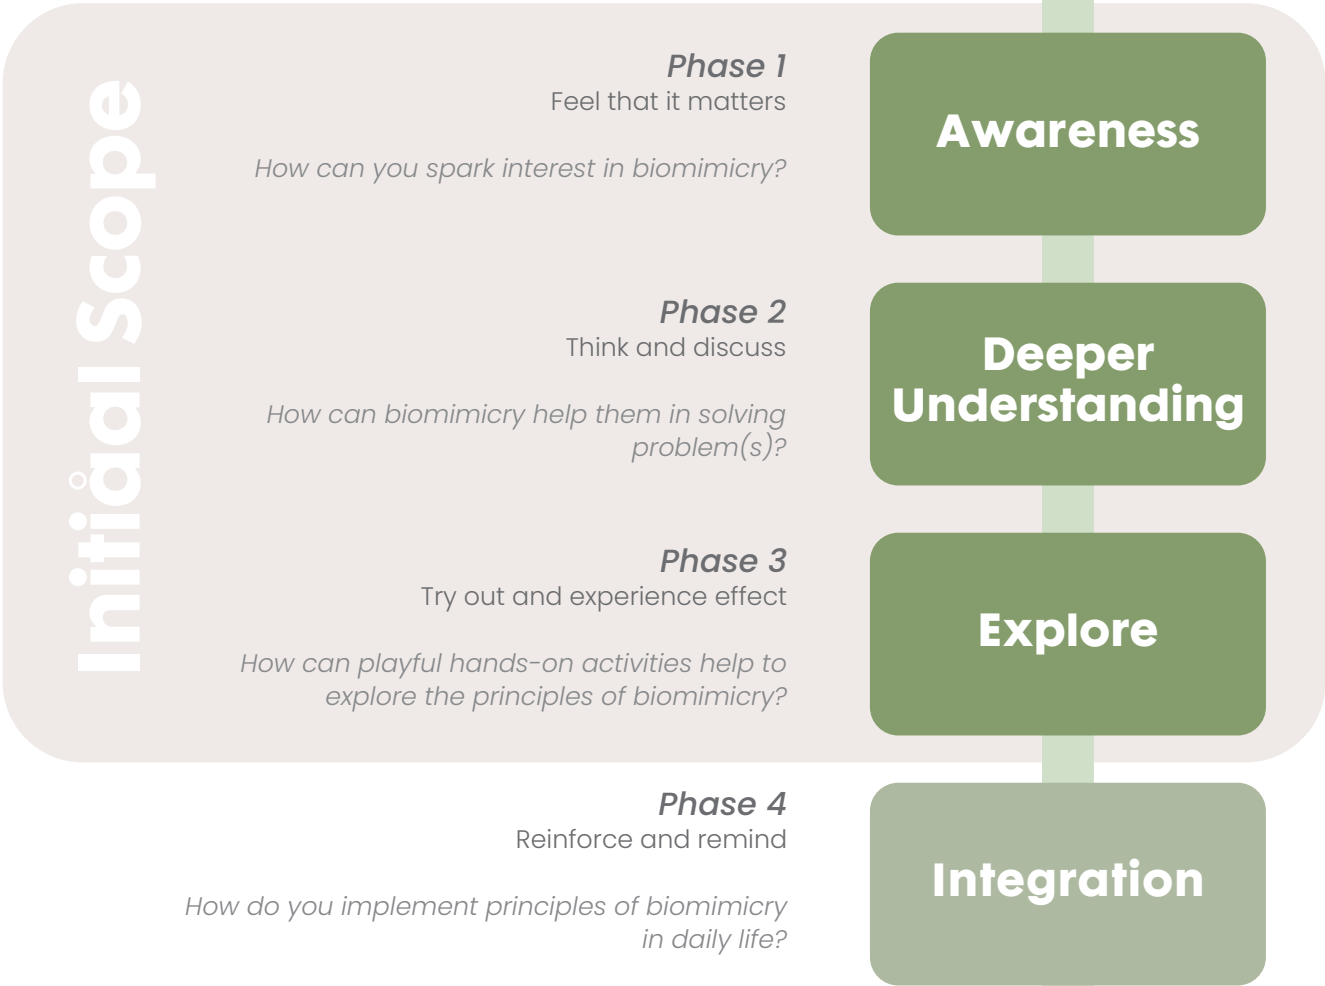 Initiåal Scope
Phase 1
Feel that it matters
How can you spark interest in biomimicry?
Awareness
Phase 2
Think and discuss
How can biomimicry help them in solving
problem(s)?
Deeper
Understanding
Phase 3
Try out and experience effect
How can playful hands-on activities help to
explore the principles of biomimicry?
Explore
Phase 4
Reinforce and remind
How do you implement principles of biomimicry
in daily life?
Integration